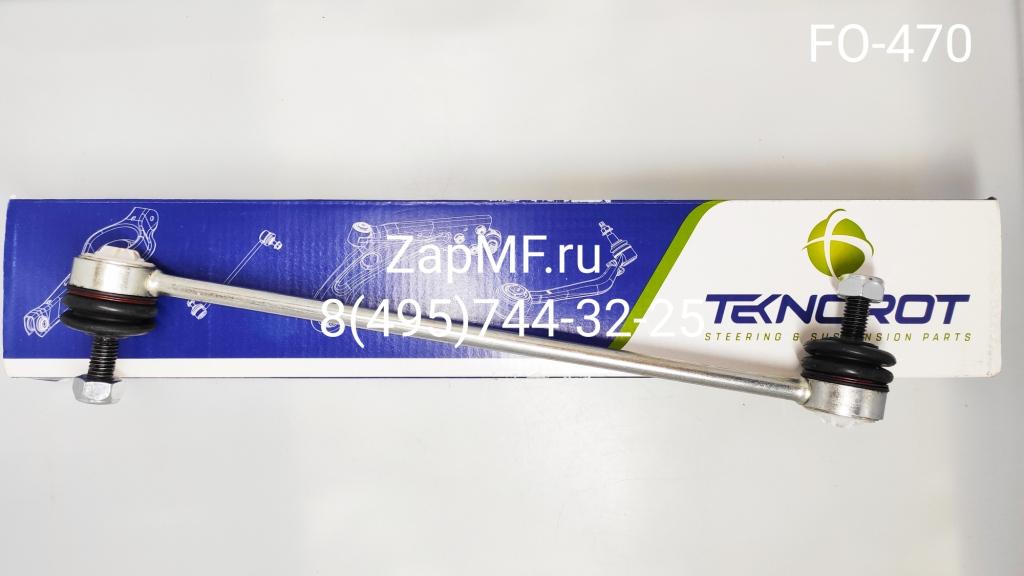 FO-470
ZapMF.ru
8(495)744-32-25
TEKNOROT
STEERING & SUSPENSION PARTS